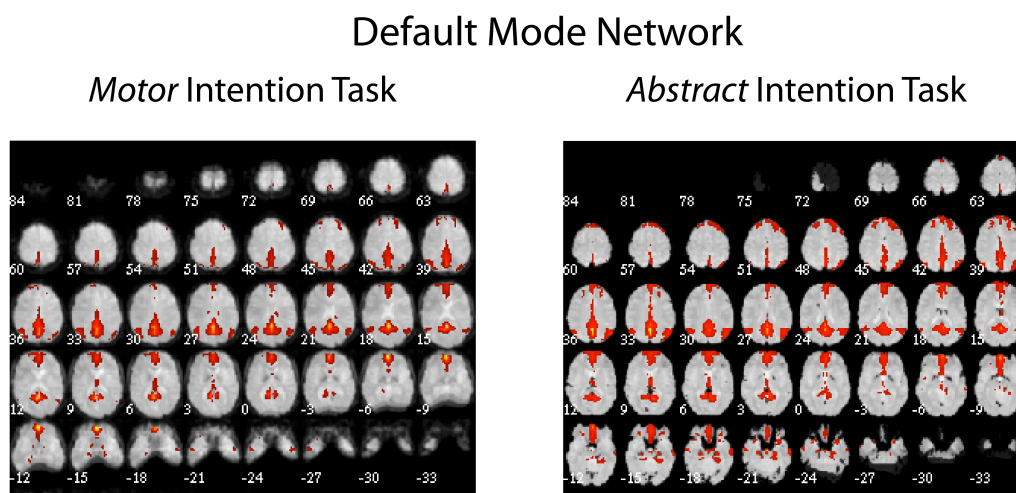 Default Mode Network
Motor Intention Task
Abstract Intention Task
84 81 78 75 72 69 66 63
60 57 54 51 48 45 42 39
36 33 30 27 24 21 18 15
12 9 6 3 0 -3 -6 -9
-12 -15 -18 -21 -24 -27 -30 -33
84 81 78 75 72 69 66 63
60 57 54 51 48 45 42 39
36 33 30 27 24 21 18 15
12 9 6 3 0 -3 -6 -9
-12 -15 -18 -21 -24 -27 -30 -33